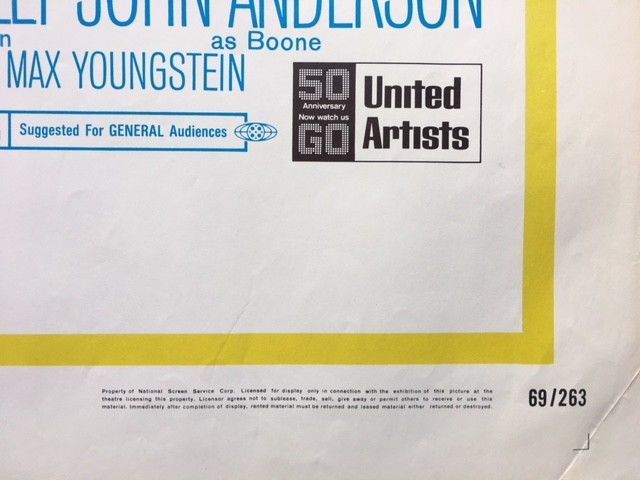 JOHN ANDERSON
as Boone
MAX YOUNGSTEIN
Suggested For GENERAL Audiences
50
Anniversary
Now watch us
GO
United
Artists
Property of National Screen Service Corp. Licensed for display only in connection with the exhibition of this picture at the
theatre licensing this property. Licensor agrees not to sublease, trade, sell, give away or permit others to receive or use this
material. Immediately after completion of display, rented material must be returned and leased material either returned or destroyed.
69/263